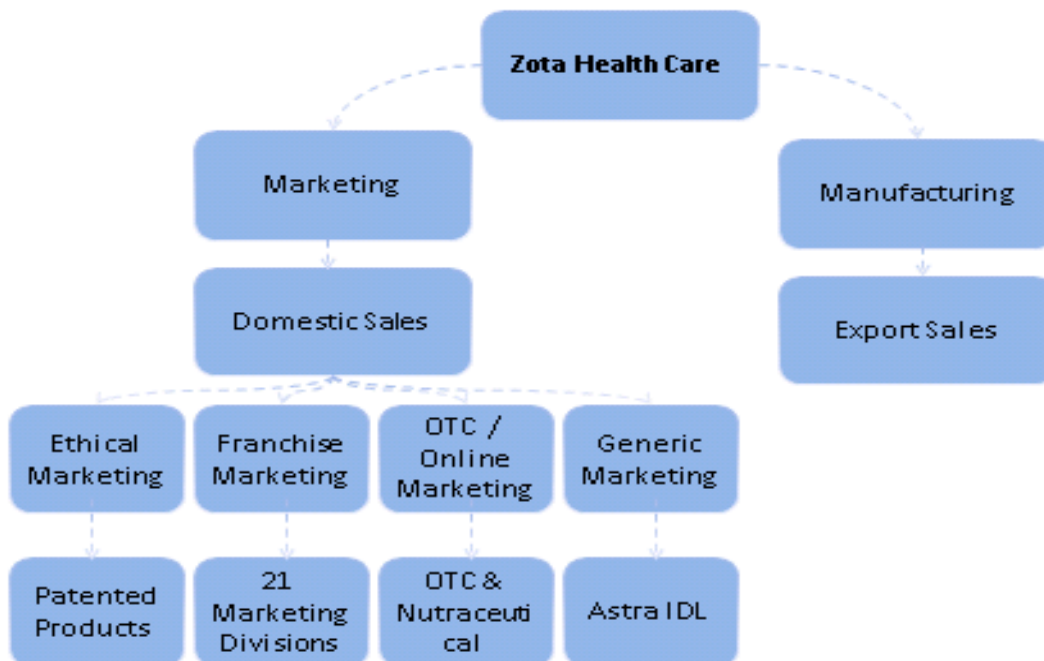 Zota Health Care
Marketing
Manufacturing
Domestic Sales
Export Sales
Ethical
Marketing
Franchise
Marketing
OTC /
Online
Marketing
Generic
Marketing
Patented
Products
21
Marketing
Divisions
OTC &
Nutraceuti
cal
Astra IDL